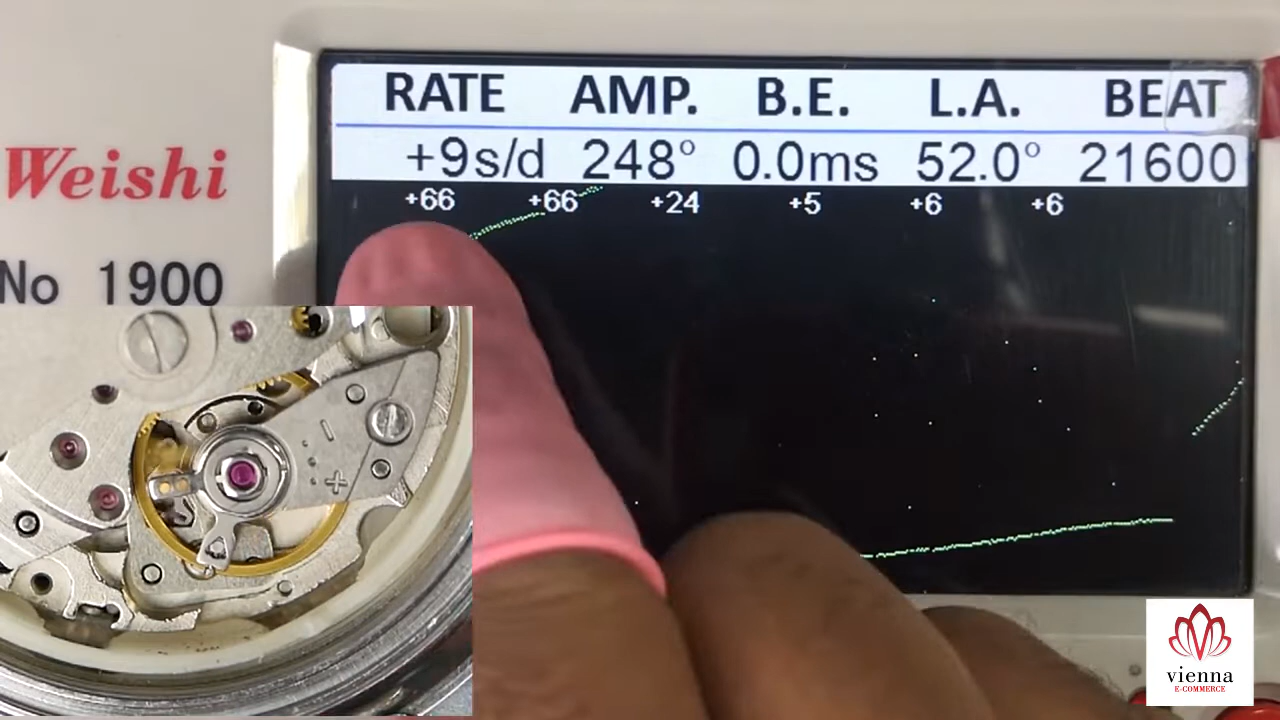 RATE AMP. B.E. L.A. BEAT
+9s/d 248° 0.0ms 52.0° 21600
+66 +66 +24 +5 +6 +6
Weishi
No 1900
- +
vienna
E-COMMERCE